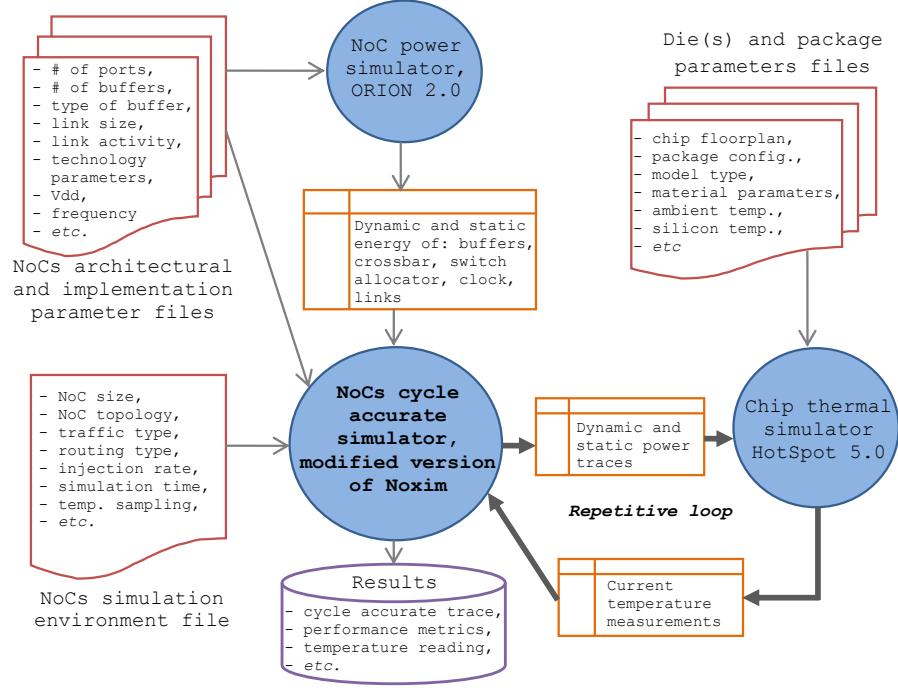 - # of ports,
- # of buffers,
- type of buffer,
- link size,
- link activity,
- technology
parameters,
- Vdd,
- frequency
- etc.
NoCs architectural
and implementation
parameter files
NoC power
simulator,
ORION 2.0
Die(s) and package
parameters files
- chip floorplan,
- package config.,
- model type,
- material paramaters,
- ambient temp.,
- silicon temp.,
- etc
Dynamic and static
energy of: buffers,
crossbar, switch
allocator, clock,
links
- NoC size,
- NoC topology,
- traffic type,
- routing type,
- injection rate,
- simulation time,
- temp. sampling,
- etc.
NoCs simulation
environment file
NoCs cycle
accurate
simulator,
modified version
of Noxim
Dynamic and
static power
traces
Chip thermal
simulator
HotSpot 5.0
Repetitive loop
Current
temperature
measurements
Results
- cycle accurate trace,
- performance metrics,
- temperature reading,
- etc.